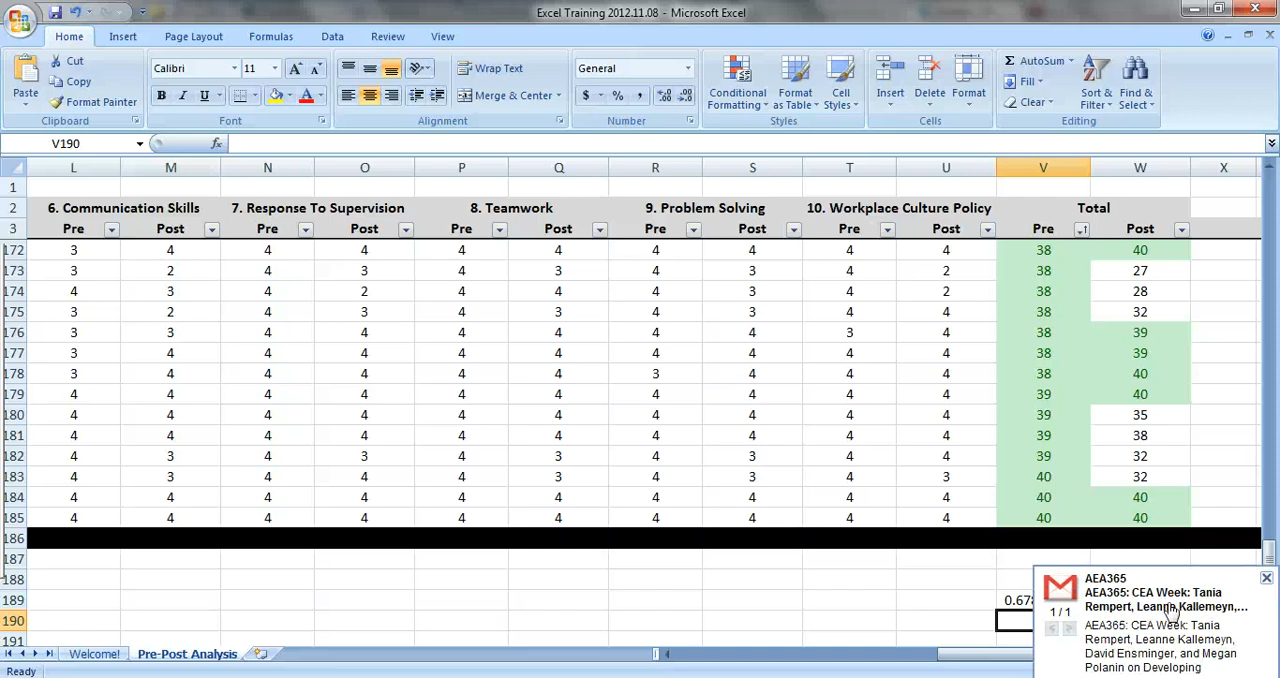 Excel Training 2012.11.08 - Microsoft Excel
Home Insert Page Layout Formulas Data Review View
Paste Cut Copy Format Painter Clipboard
Calibri 11 B I U A Font
Wrap Text Merge & Center Alignment
General $ % , Number
Conditional Formatting Format as Table Cell Styles Styles
Insert Delete Format Cells
Σ AutoSum Fill Clear Sort & Filter Find & Select Editing
V190 fx
L M N O P Q R S T U V W X
1
2 6. Communication Skills 7. Response To Supervision 8. Teamwork 9. Problem Solving 10. Workplace Culture Policy Total
3 Pre Post Pre Post Pre Post Pre Post Pre Post Pre Post
172 3 4 4 4 4 4 4 4 4 4 38 40
173 3 2 4 3 4 3 4 3 4 2 38 27
174 4 3 4 2 4 4 4 3 4 2 38 28
175 3 2 4 3 4 3 4 3 4 4 38 32
176 3 3 4 4 4 4 4 4 3 4 38 39
177 3 4 4 4 4 4 4 4 4 4 38 39
178 3 4 4 4 4 4 3 4 4 4 38 40
179 4 4 4 4 4 4 4 4 4 4 39 40
180 4 4 4 4 4 4 4 4 4 4 39 35
181 4 4 4 4 4 4 4 4 4 4 39 38
182 4 3 4 3 4 3 4 3 4 4 39 32
183 4 3 4 4 4 3 4 3 4 3 40 32
184 4 4 4 4 4 4 4 4 4 4 40 40
185 4 4 4 4 4 4 4 4 4 4 40 40
186
187
188
189
190
191
AEA365
AEA365: CEA Week: Tania
Rempert, Leanne Kallemeyn,...
1 / 1
AEA365: CEA Week: Tania
Rempert, Leanne Kallemeyn,
David Ensminger, and Megan
Polanin on Developing
Welcome! Pre-Post Analysis
Ready